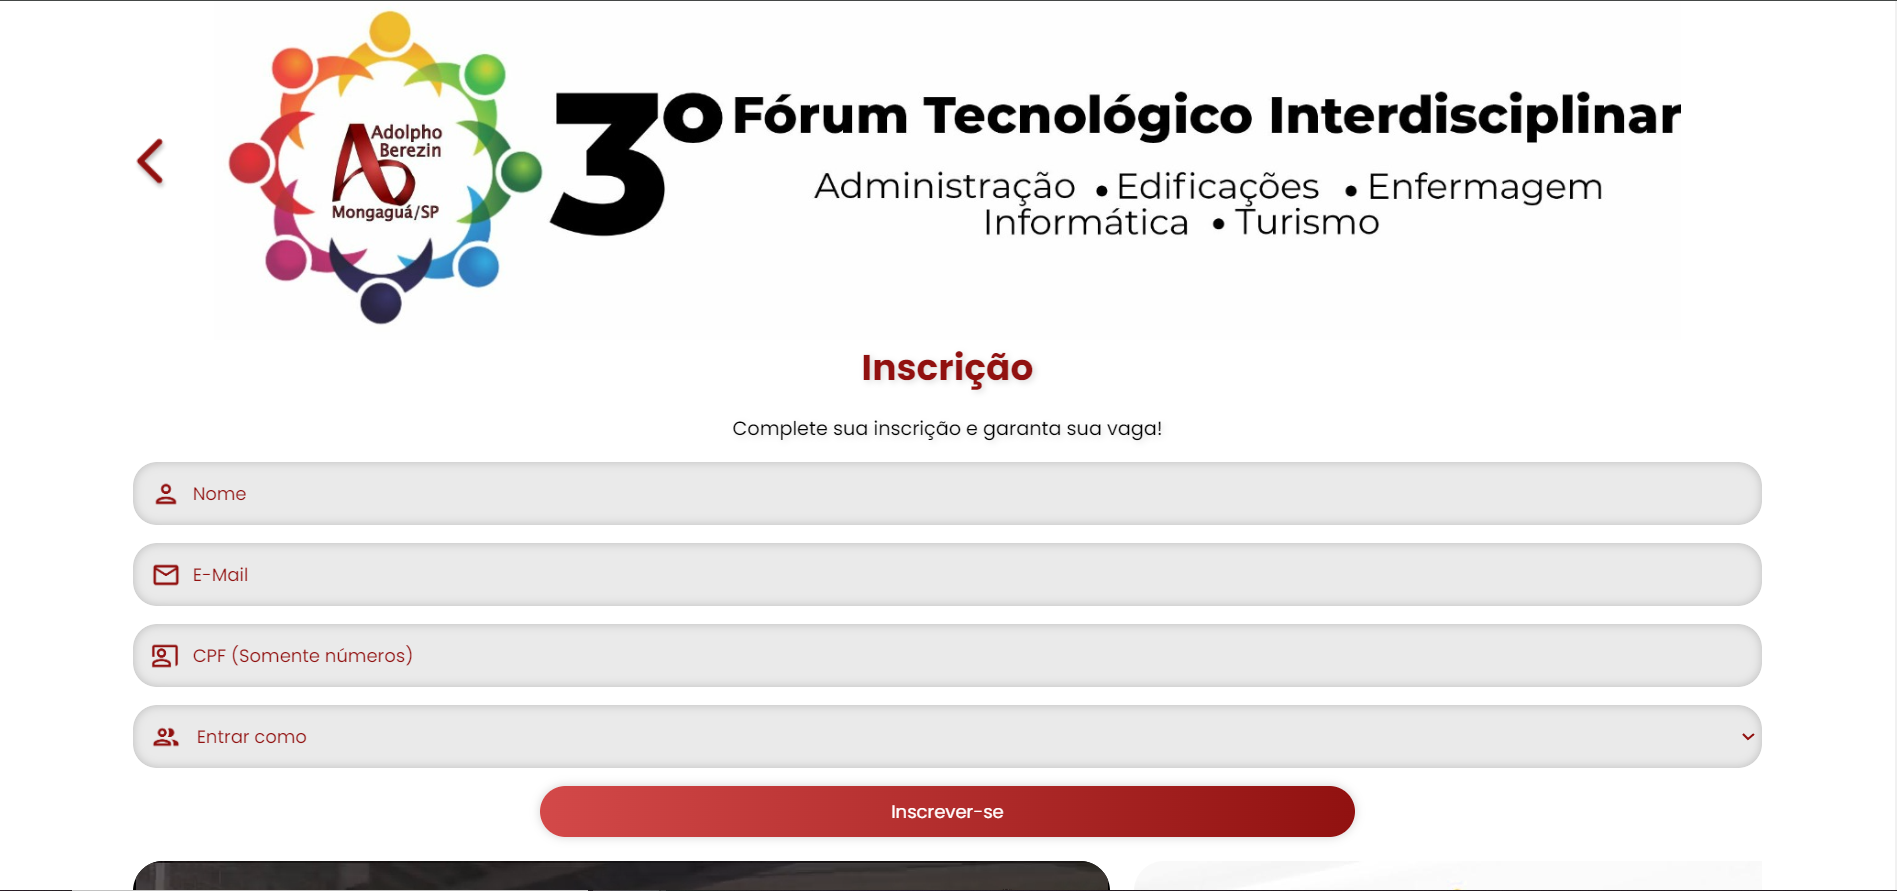 Adolpho
Berezin
Mongaguá/SP
3º Fórum Tecnológico Interdisciplinar
Administração • Edificações • Enfermagem
Informática • Turismo
Inscrição
Complete sua inscrição e garanta sua vaga!
Nome
E-Mail
CPF (Somente números)
Entrar como
Inscrever-se